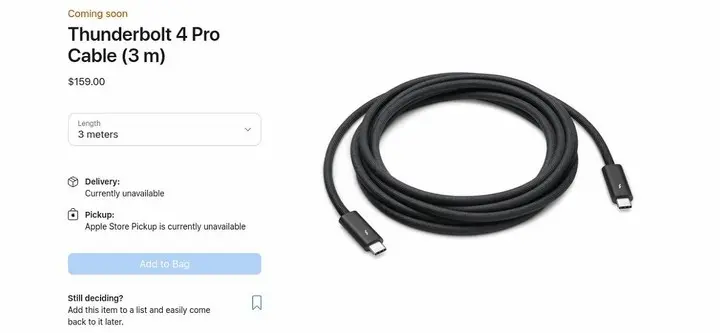 Coming soon
Thunderbolt 4 Pro
Cable (3 m)
$159.00
Length
3 meters
Delivery:
Currently unavailable
Pickup:
Apple Store Pickup is currently unavailable
Add to Bag
Still deciding?
Add this item to a list and easily come
back to it later.